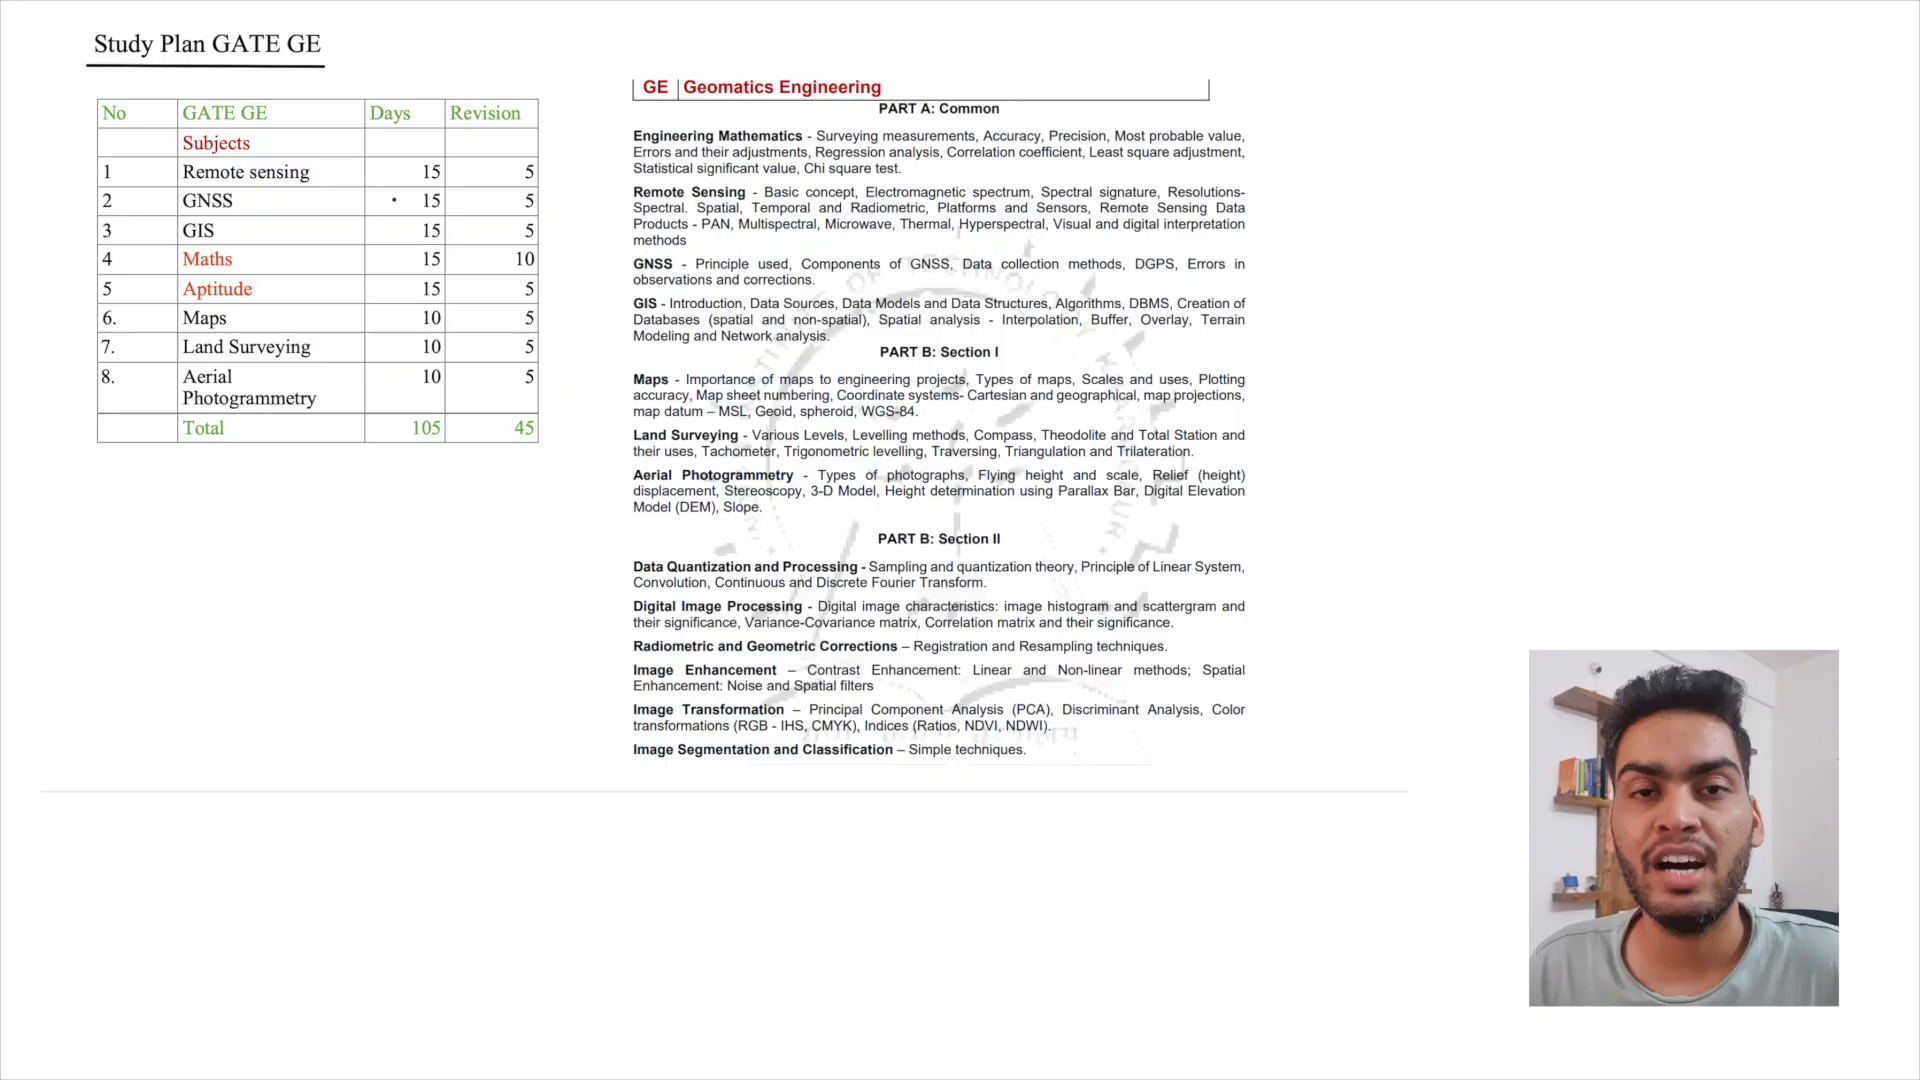 Study Plan GATE GE
No GATE GE Days Revision
Subjects
1 Remote sensing 15 5
2 GNSS 15 5
3 GIS 15 5
4 Maths 15 10
5 Aptitude 15 5
6. Maps 10 5
7. Land Surveying 10 5
8. Aerial 10 5
Photogrammetry
Total 105 45
GE Geomatics Engineering
PART A: Common
Engineering Mathematics - Surveying measurements, Accuracy, Precision, Most probable value,
Errors and their adjustments, Regression analysis, Correlation coefficient, Least square adjustment,
Statistical significant value, Chi square test.
Remote Sensing - Basic concept, Electromagnetic spectrum, Spectral signature, Resolutions-
Spectral. Spatial, Temporal and Radiometric, Platforms and Sensors, Remote Sensing Data
Products - PAN, Multispectral, Microwave, Thermal, Hyperspectral, Visual and digital interpretation
methods
GNSS - Principle used, Components of GNSS, Data collection methods, DGPS, Errors in
observations and corrections.
GIS - Introduction, Data Sources, Data Models and Data Structures, Algorithms, DBMS, Creation of
Databases (spatial and non-spatial), Spatial analysis - Interpolation, Buffer, Overlay, Terrain
Modeling and Network analysis.
PART B: Section I
Maps - Importance of maps to engineering projects, Types of maps, Scales and uses, Plotting
accuracy, Map sheet numbering, Coordinate systems- Cartesian and geographical, map projections,
map datum – MSL, Geoid, spheroid, WGS-84.
Land Surveying - Various Levels, Levelling methods, Compass, Theodolite and Total Station and
their uses, Tachometer, Trigonometric levelling, Traversing, Triangulation and Trilateration.
Aerial Photogrammetry - Types of photographs, Flying height and scale, Relief (height)
displacement, Stereoscopy, 3-D Model, Height determination using Parallax Bar, Digital Elevation
Model (DEM), Slope.
PART B: Section II
Data Quantization and Processing - Sampling and quantization theory, Principle of Linear System,
Convolution, Continuous and Discrete Fourier Transform.
Digital Image Processing - Digital image characteristics: image histogram and scattergram and
their significance, Variance-Covariance matrix, Correlation matrix and their significance.
Radiometric and Geometric Corrections – Registration and Resampling techniques.
Image Enhancement – Contrast Enhancement: Linear and Non-linear methods; Spatial
Enhancement: Noise and Spatial filters
Image Transformation – Principal Component Analysis (PCA), Discriminant Analysis, Color
transformations (RGB - IHS, CMYK), Indices (Ratios, NDVI, NDWI).
Image Segmentation and Classification – Simple techniques.